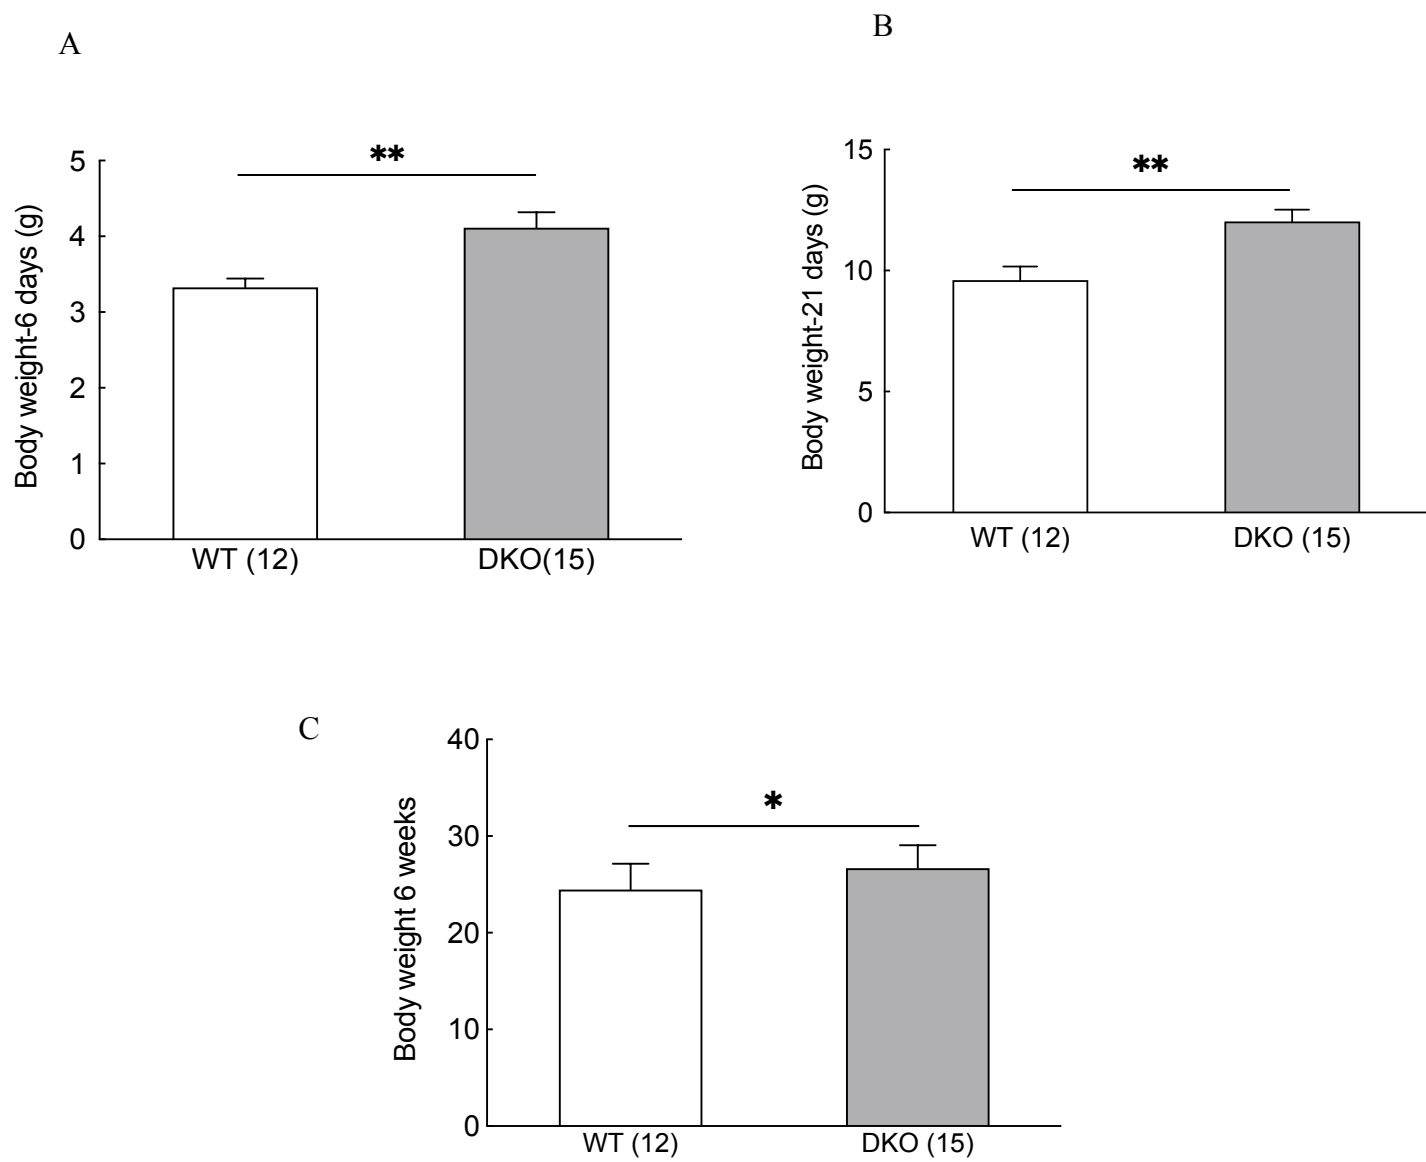 A
B
Body weight-6 days (g)
5
4
3
2
1
0
**
WT (12)
DKO(15)
Body weight-21 days (g)
15
10
5
0
**
WT (12)
DKO (15)
C
Body weight 6 weeks
40
30
20
10
0
*
WT (12)
DKO (15)